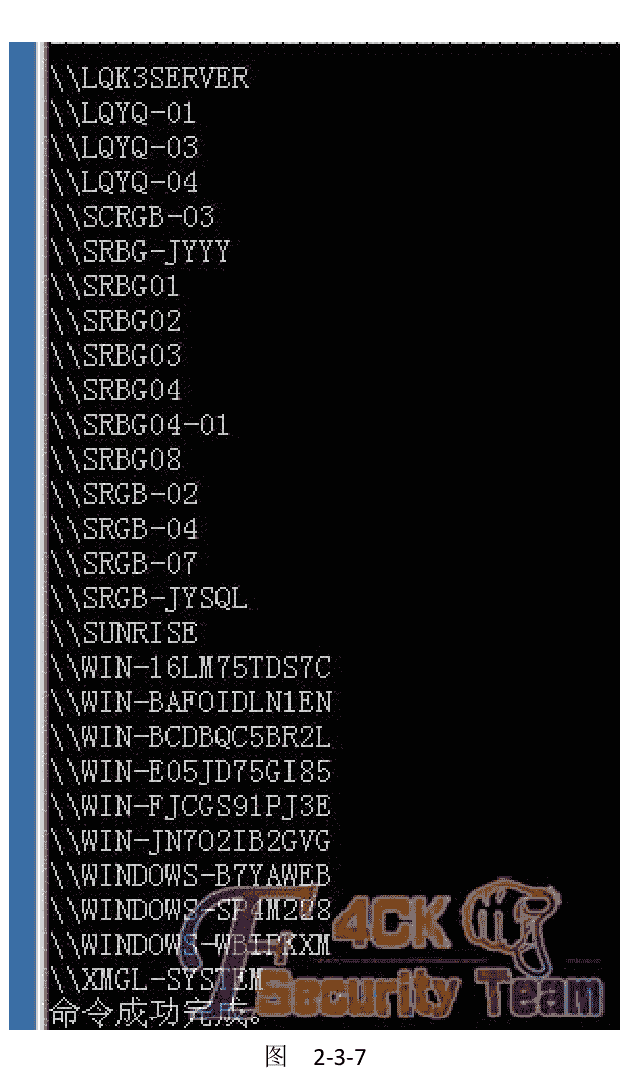 \\LQK3SERVER
\\LQYQ-01
\\LQYQ-03
\\LQYQ-04
\\SCRGB-03
\\SRBG-JYYY
\\SRBG01
\\SRBG02
\\SRBG03
\\SRBG04
\\SRBG04-01
\\SRBG08
\\SRGB-02
\\SRGB-04
\\SRGB-07
\\SRGB-JYSQL
\\SUNRISE
\\WIN-16LM75TDS7C
\\WIN-BAFOIDLN1EN
\\WIN-BCDBQC5BR2L
\\WIN-E05JD75GI85
\\WIN-FJCGS91PJ3E
\\WIN-JN7O2IB2GVG
\\WINDOWS-B7YAWEB
\\XMGL-SYSTEM
命令成功完成。
F4CK
Security Team
图 2-3-7